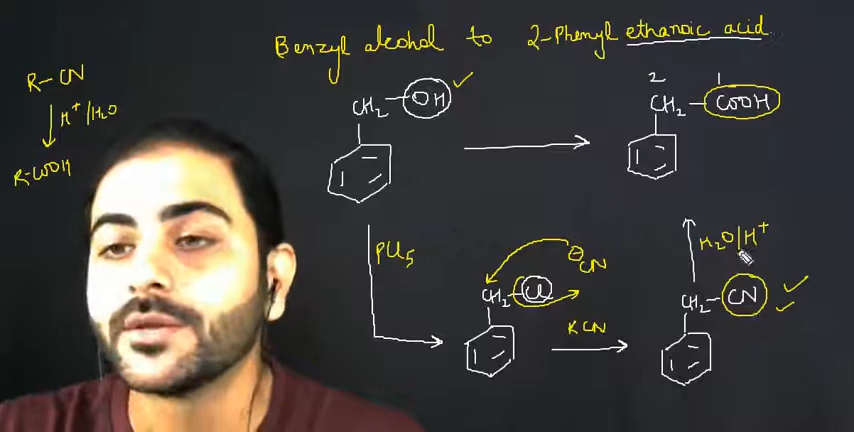 Benzyl alcohol to 2-Phenyl ethanoic acid
R-CN
H⁺/H₂O
R-COOH
CH₂-OH
2 1
CH₂-COOH
PCl₅
⊖CN
CH₂-Cl
KCN
H₂O/H⁺
CH₂-CN